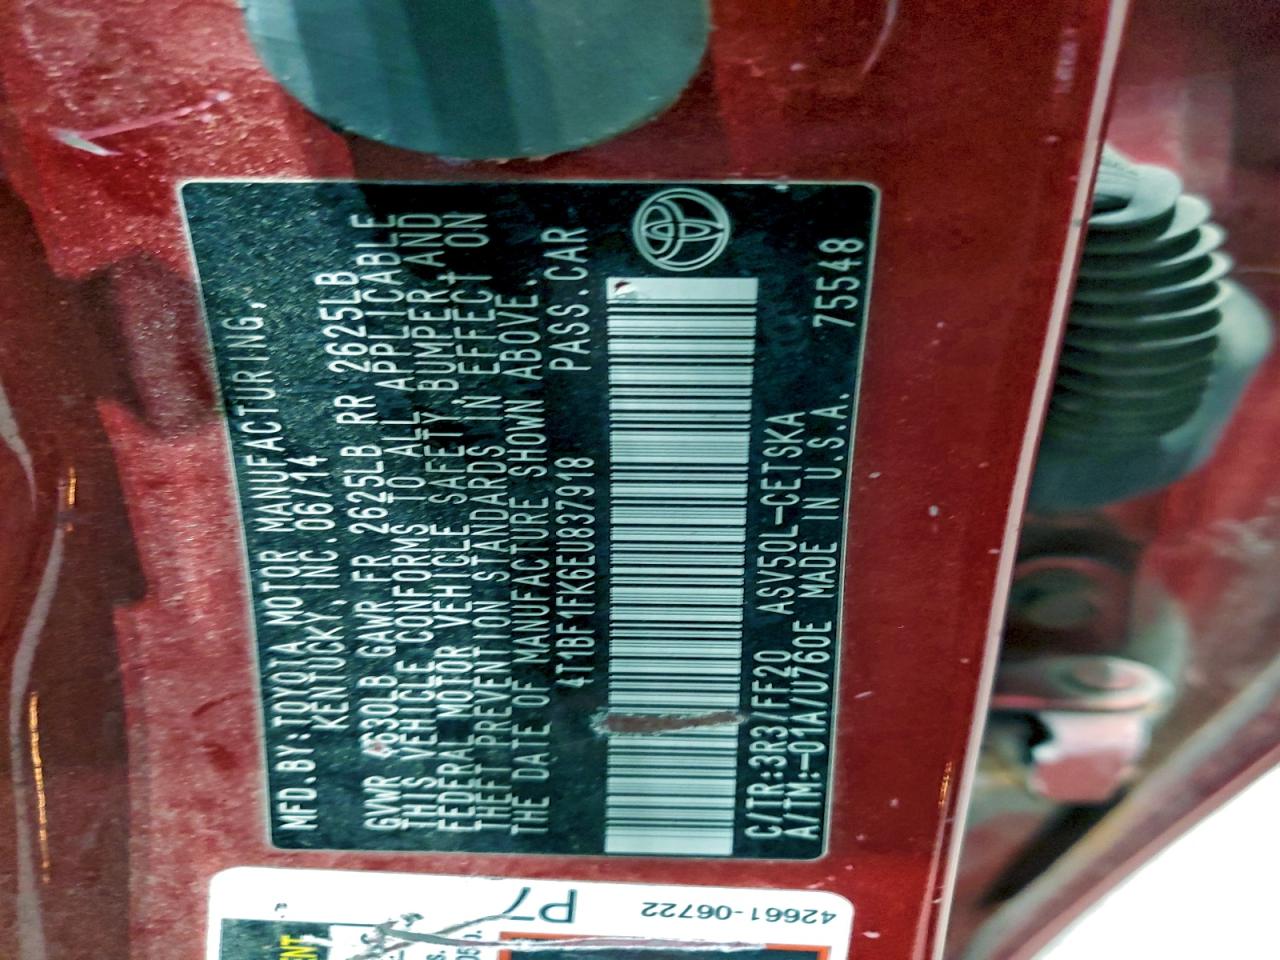 MFD.BY:TOYOTA MOTOR MANUFACTURING,
KENTUCKY, INC.06/14
GVWR 4630LB GAWR FR 2625LB RR 2625LB
THIS VEHICLE CONFORMS TO ALL APPLICABLE
FEDERAL MOTOR VEHICLE SAFETY,BUMPER,AND
THEFT PREVENTION STANDARDS IN EFFECT ON
THE DATE OF MANUFACTURE SHOWN ABOVE.
4T1BF1FK6EU837918 PASS.CAR
C/TR:3R3/FF20 ASV50L-CETSKA
A/TM:-01A/U760E MADE IN U.S.A. 75548
42661-06722
P7